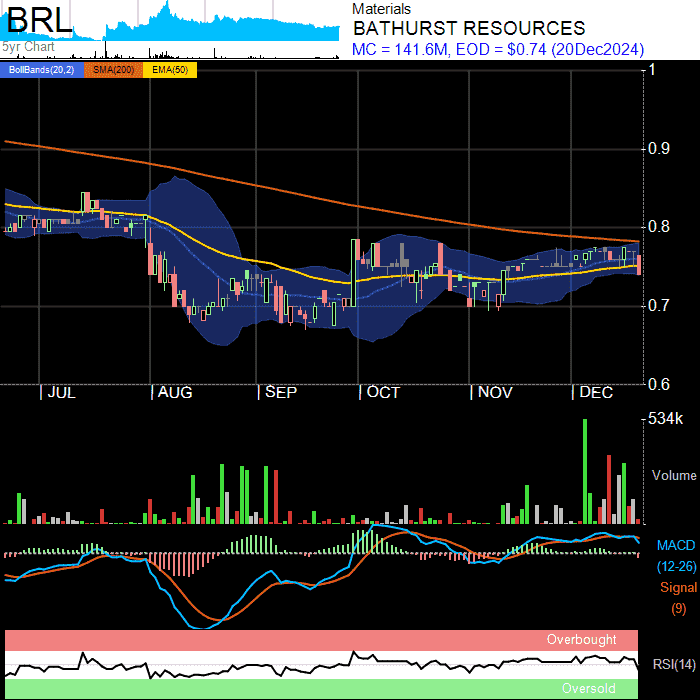 BRL
5yr Chart
Materials
BATHURST RESOURCES
MC = 141.6M, EOD = $0.74 (20Dec2024)
BollBands(20,2) SMA(200) EMA(50)
1
0.9
0.8
0.7
0.6
JUL AUG SEP OCT NOV DEC
534k
Volume
MACD
(12-26)
Signal
(9)
Overbought
RSI(14)
Oversold